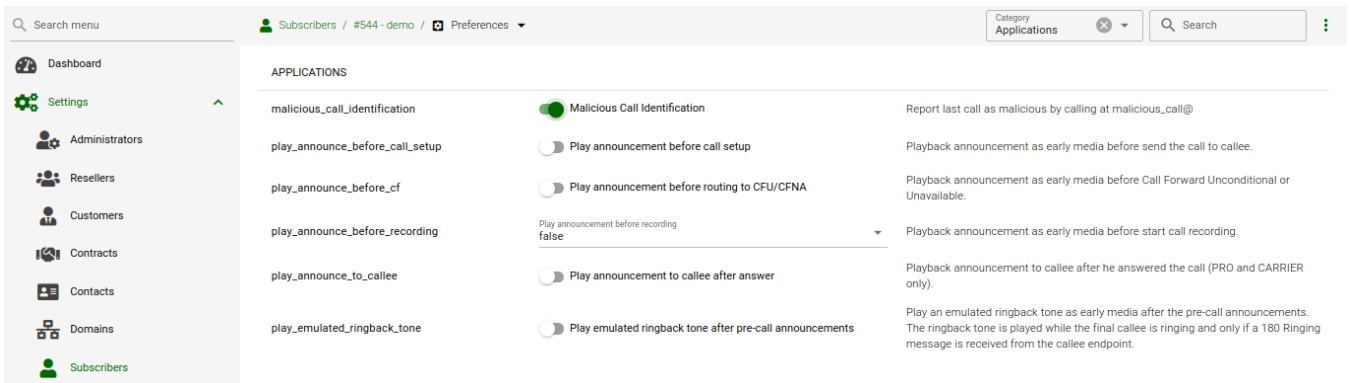 Search menu
Subscribers / #544 - demo / Preferences
Category
Applications
Search
Dashboard
Settings
Administrators
Resellers
Customers
Contracts
Contacts
Domains
Subscribers
APPLICATIONS
malicious_call_identification
Malicious Call Identification
Report last call as malicious by calling at malicious_call@
play_announce_before_call_setup
Play announcement before call setup
Playback announcement as early media before send the call to callee.
play_announce_before_cf
Play announcement before routing to CFU/CFNA
Playback announcement as early media before Call Forward Unconditional or
Unavailable.
play_announce_before_recording
Play announcement before recording
false
Playback announcement as early media before start call recording.
play_announce_to_callee
Play announcement to callee after answer
Playback announcement to callee after he answered the call (PRO and CARRIER
only).
play_emulated_ringback_tone
Play emulated ringback tone after pre-call announcements
Play an emulated ringback tone as early media after the pre-call announcements.
The ringback tone is played while the final callee is ringing and only if a 180 Ringing
message is received from the callee endpoint.